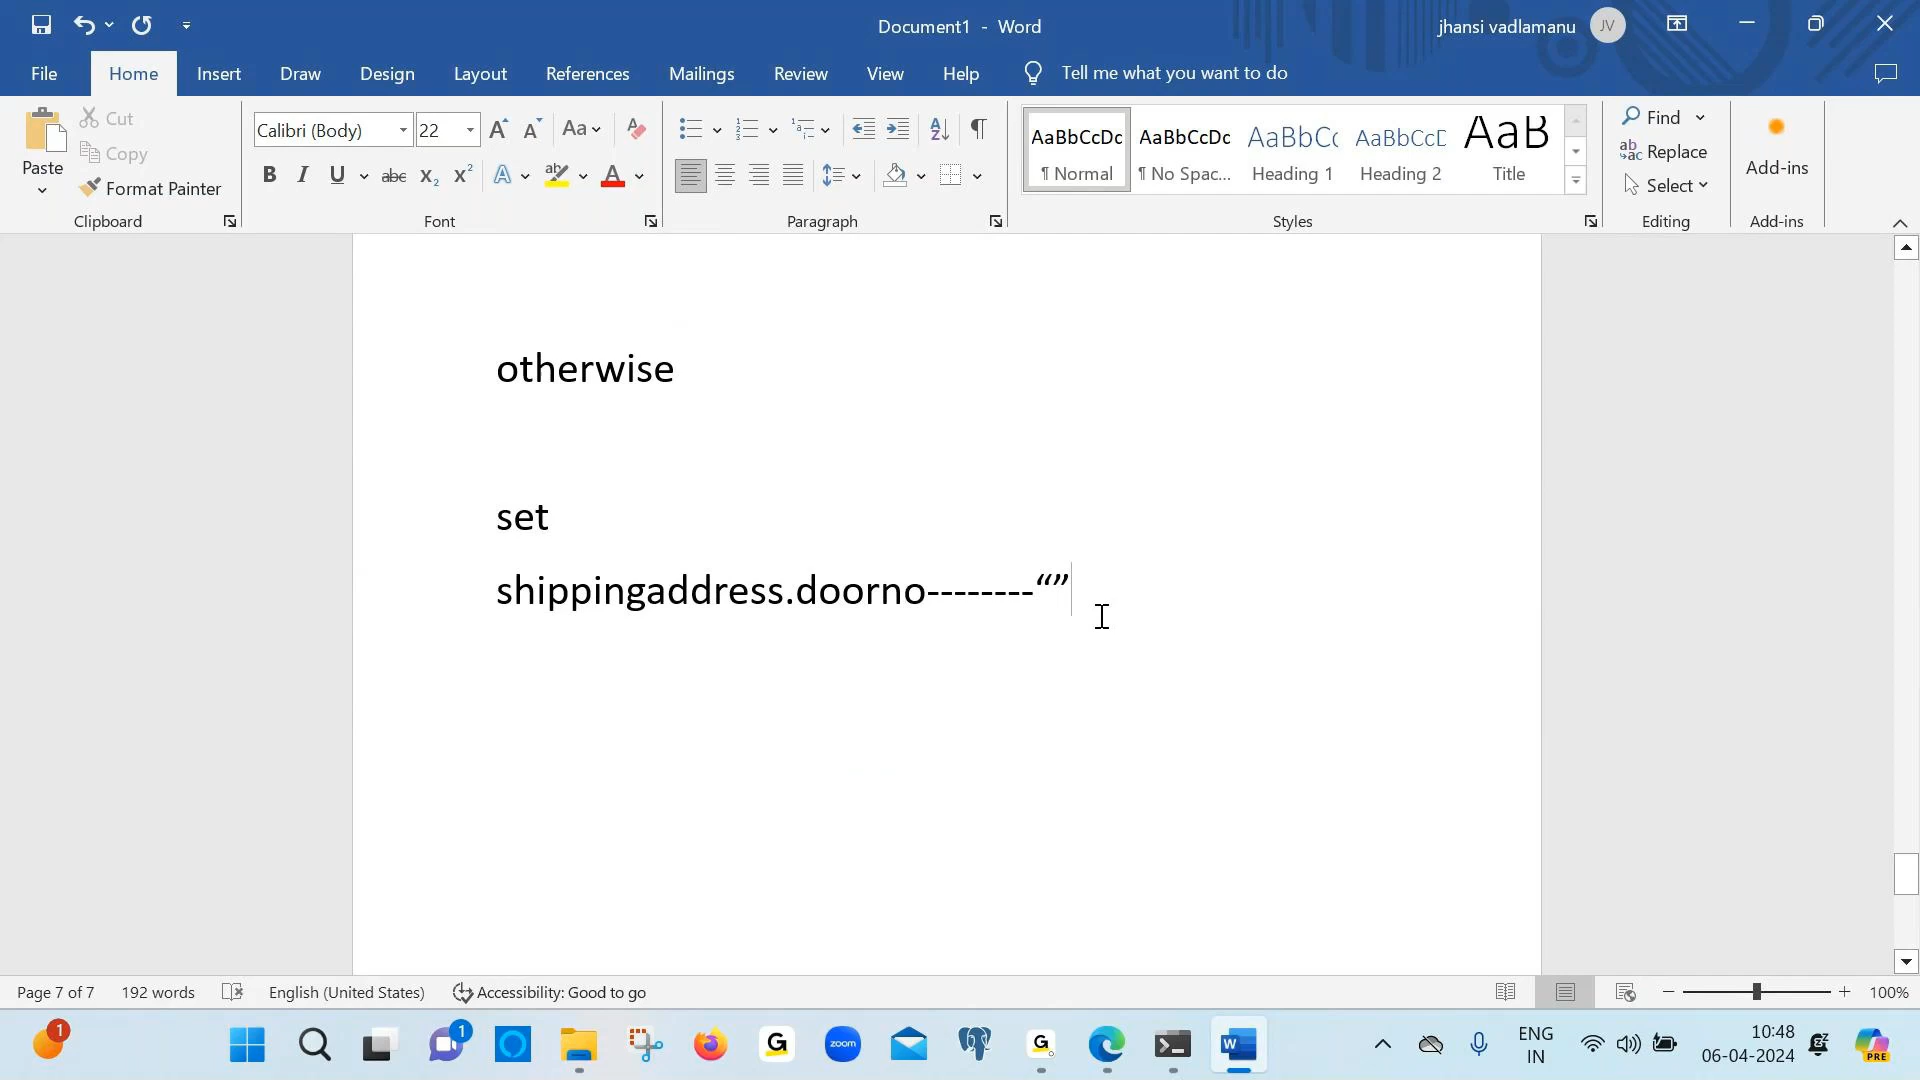 Document1 - Word
jhansi vadlamanu
JV
File
Home
Insert
Draw
Design
Layout
References
Mailings
Review
View
Help
Tell me what you want to do
Paste
Cut
Copy
Format Painter
Clipboard
Calibri (Body)
22
Font
Paragraph
AaBbCcDc
¶ Normal
AaBbCcDc
¶ No Spac...
AaBbCc
Heading 1
AaBbCcD
Heading 2
AaB
Title
Styles
Find
Replace
Select
Editing
Add-ins
Add-ins
otherwise
set
shippingaddress.doorno--------“”
Page 7 of 7
192 words
English (United States)
Accessibility: Good to go
100%
1
1
zoom
ENG
IN
10:48
06-04-2024
PRE